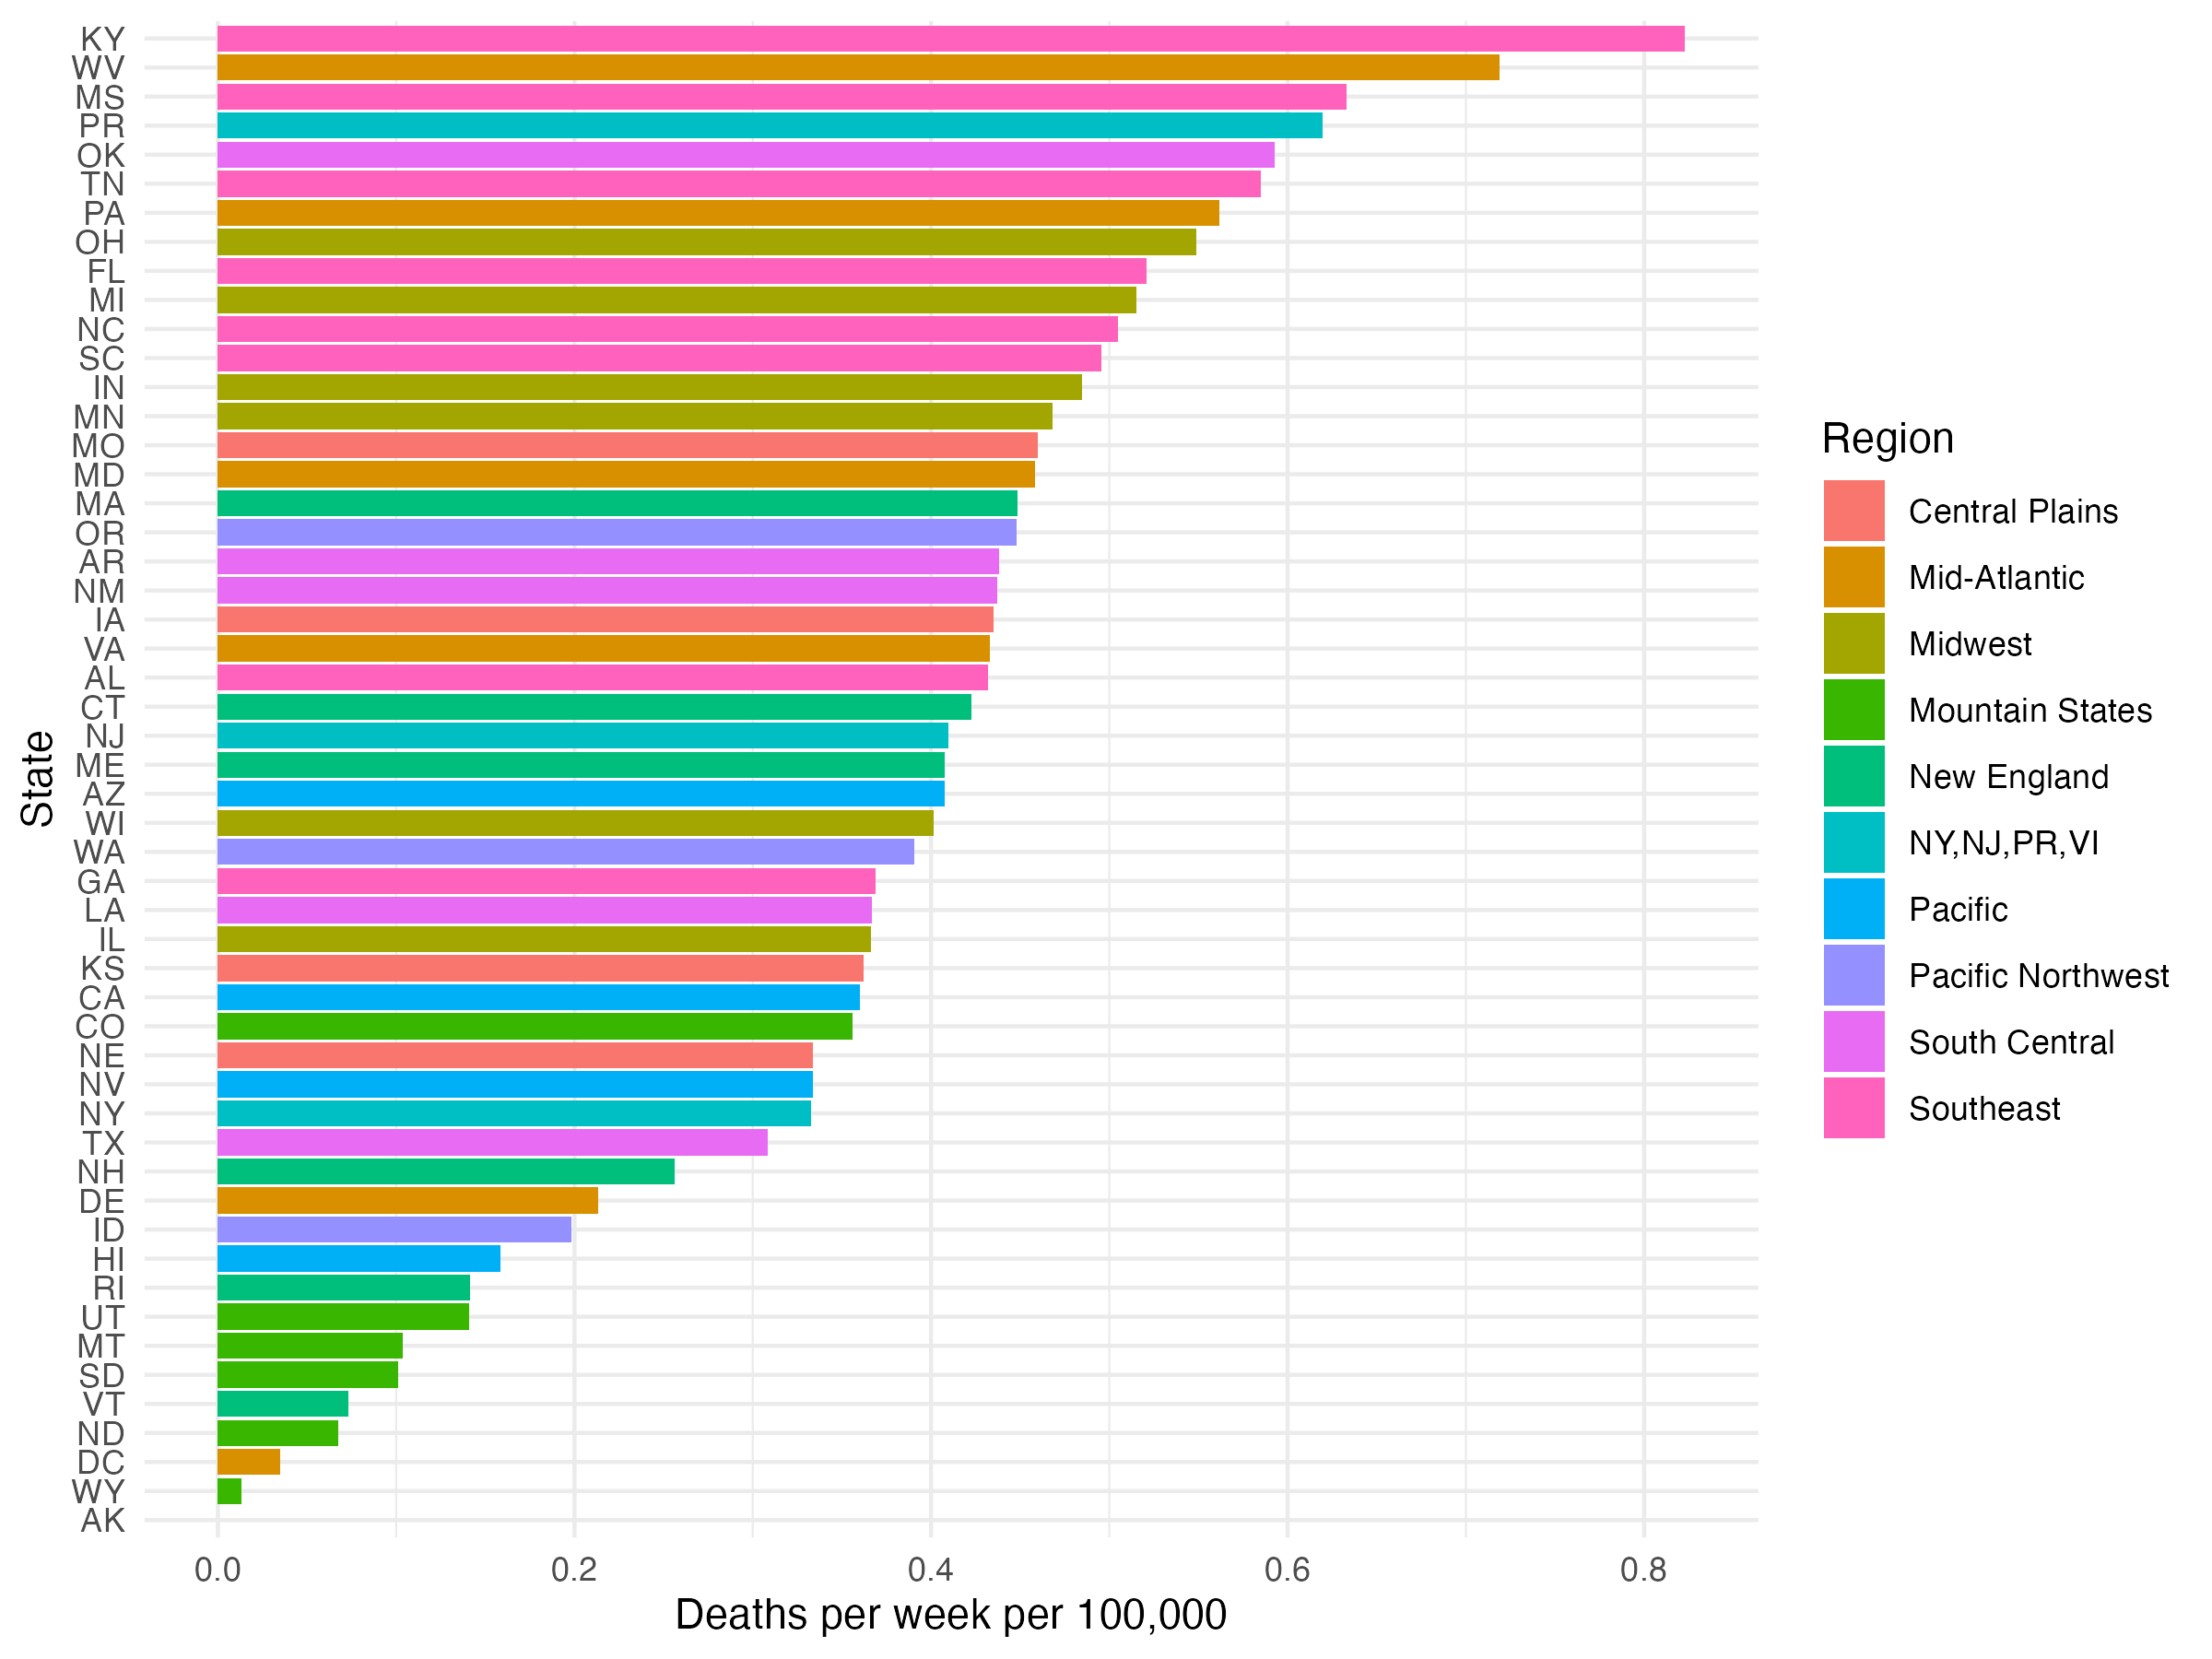 KY
WV
MS
PR
OK
TN
PA
OH
FL
MI
NC
SC
IN
MN
MO
MD
MA
OR
AR
NM
IA
VA
AL
CT
NJ
ME
AZ
WI
WA
GA
LA
IL
KS
CA
CO
NE
NV
NY
TX
NH
DE
ID
HI
RI
UT
MT
SD
VT
ND
DC
WY
AK
State
0.0 0.2 0.4 0.6 0.8
Deaths per week per 100,000
Region
Central Plains
Mid-Atlantic
Midwest
Mountain States
New England
NY,NJ,PR,VI
Pacific
Pacific Northwest
South Central
Southeast